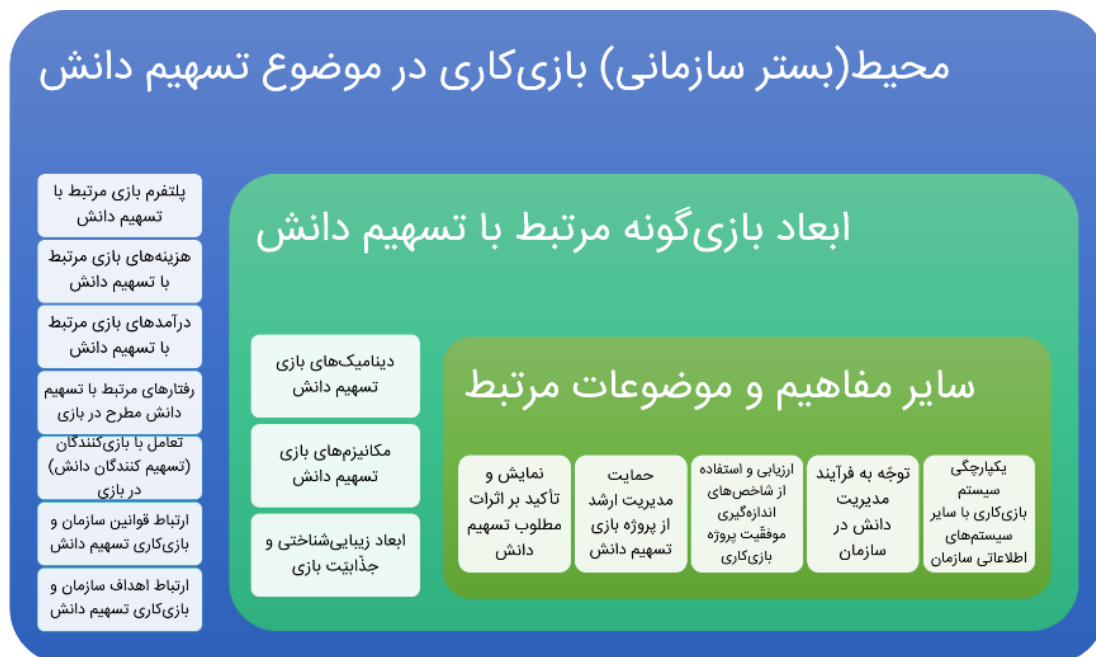 محیط(بستر سازمانی) بازی‌کاری در موضوع تسهیم دانش
پلتفرم بازی مرتبط با
تسهیم دانش
هزینه‌های بازی مرتبط
با تسهیم دانش
درآمدهای بازی مرتبط
با تسهیم دانش
رفتارهای مرتبط با تسهیم
دانش مطرح در بازی
تعامل با بازی‌کنندگان
(تسهیم کنندگان دانش)
در بازی
ارتباط قوانین سازمان و
بازی‌کاری تسهیم دانش
ارتباط اهداف سازمان و
بازی‌کاری تسهیم دانش
ابعاد بازی‌گونه مرتبط با تسهیم دانش
دینامیک‌های بازی
تسهیم دانش
مکانیزم‌های بازی
تسهیم دانش
ابعاد زیبایی‌شناختی و
جذّابیّت بازی
سایر مفاهیم و موضوعات مرتبط
یکپارچگی
سیستم
بازی‌کاری با سایر
سیستم‌های
اطلاعاتی سازمان
توجّه به فرآیند
مدیریت
دانش در
سازمان
ارزیابی و استفاده
از شاخص‌های
اندازه‌گیری
موفقّیت پروژه
بازی‌کاری
حمایت
مدیریت ارشد
از پروژه بازی
تسهیم دانش
نمایش و
تأکید بر اثرات
مطلوب تسهیم
دانش